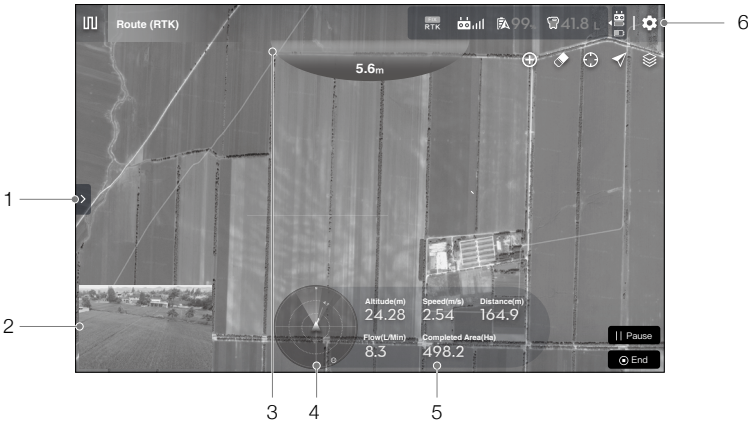 Route (RTK)
FIX
RTK
99%
41.8 L
6
5.6m
1
2
Altitude(m) Speed(m/s) Distance(m)
24.28 2.54 164.9
Flow(L/Min) Completed Area(Ha)
8.3 498.2
Pause
End
3 4 5